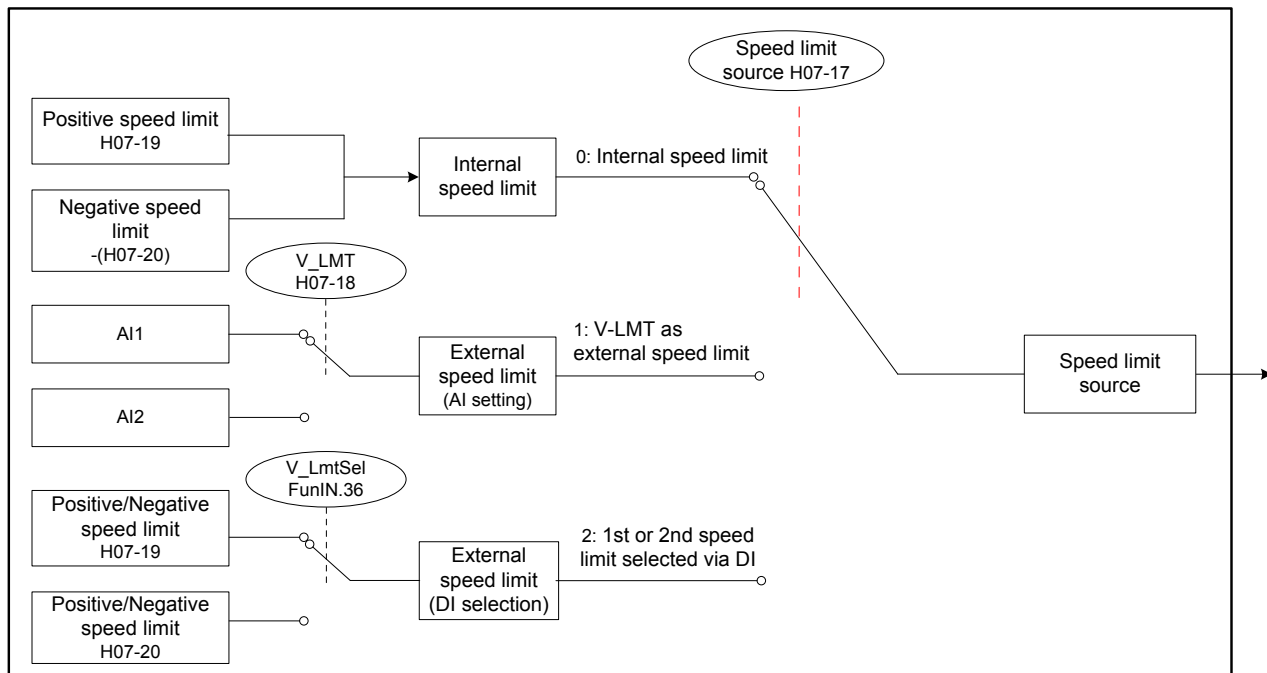 Speed limit
source H07-17
Positive speed limit
H07-19
Negative speed
limit
-(H07-20)
Internal
speed limit
0: Internal speed limit
V_LMT
H07-18
AI1
AI2
External
speed limit
(AI setting)
1: V-LMT as
external speed limit
Speed limit
source
V_LmtSel
FunIN.36
Positive/Negative
speed limit
H07-19
Positive/Negative
speed limit
H07-20
External
speed limit
(DI selection)
2: 1st or 2nd speed
limit selected via DI